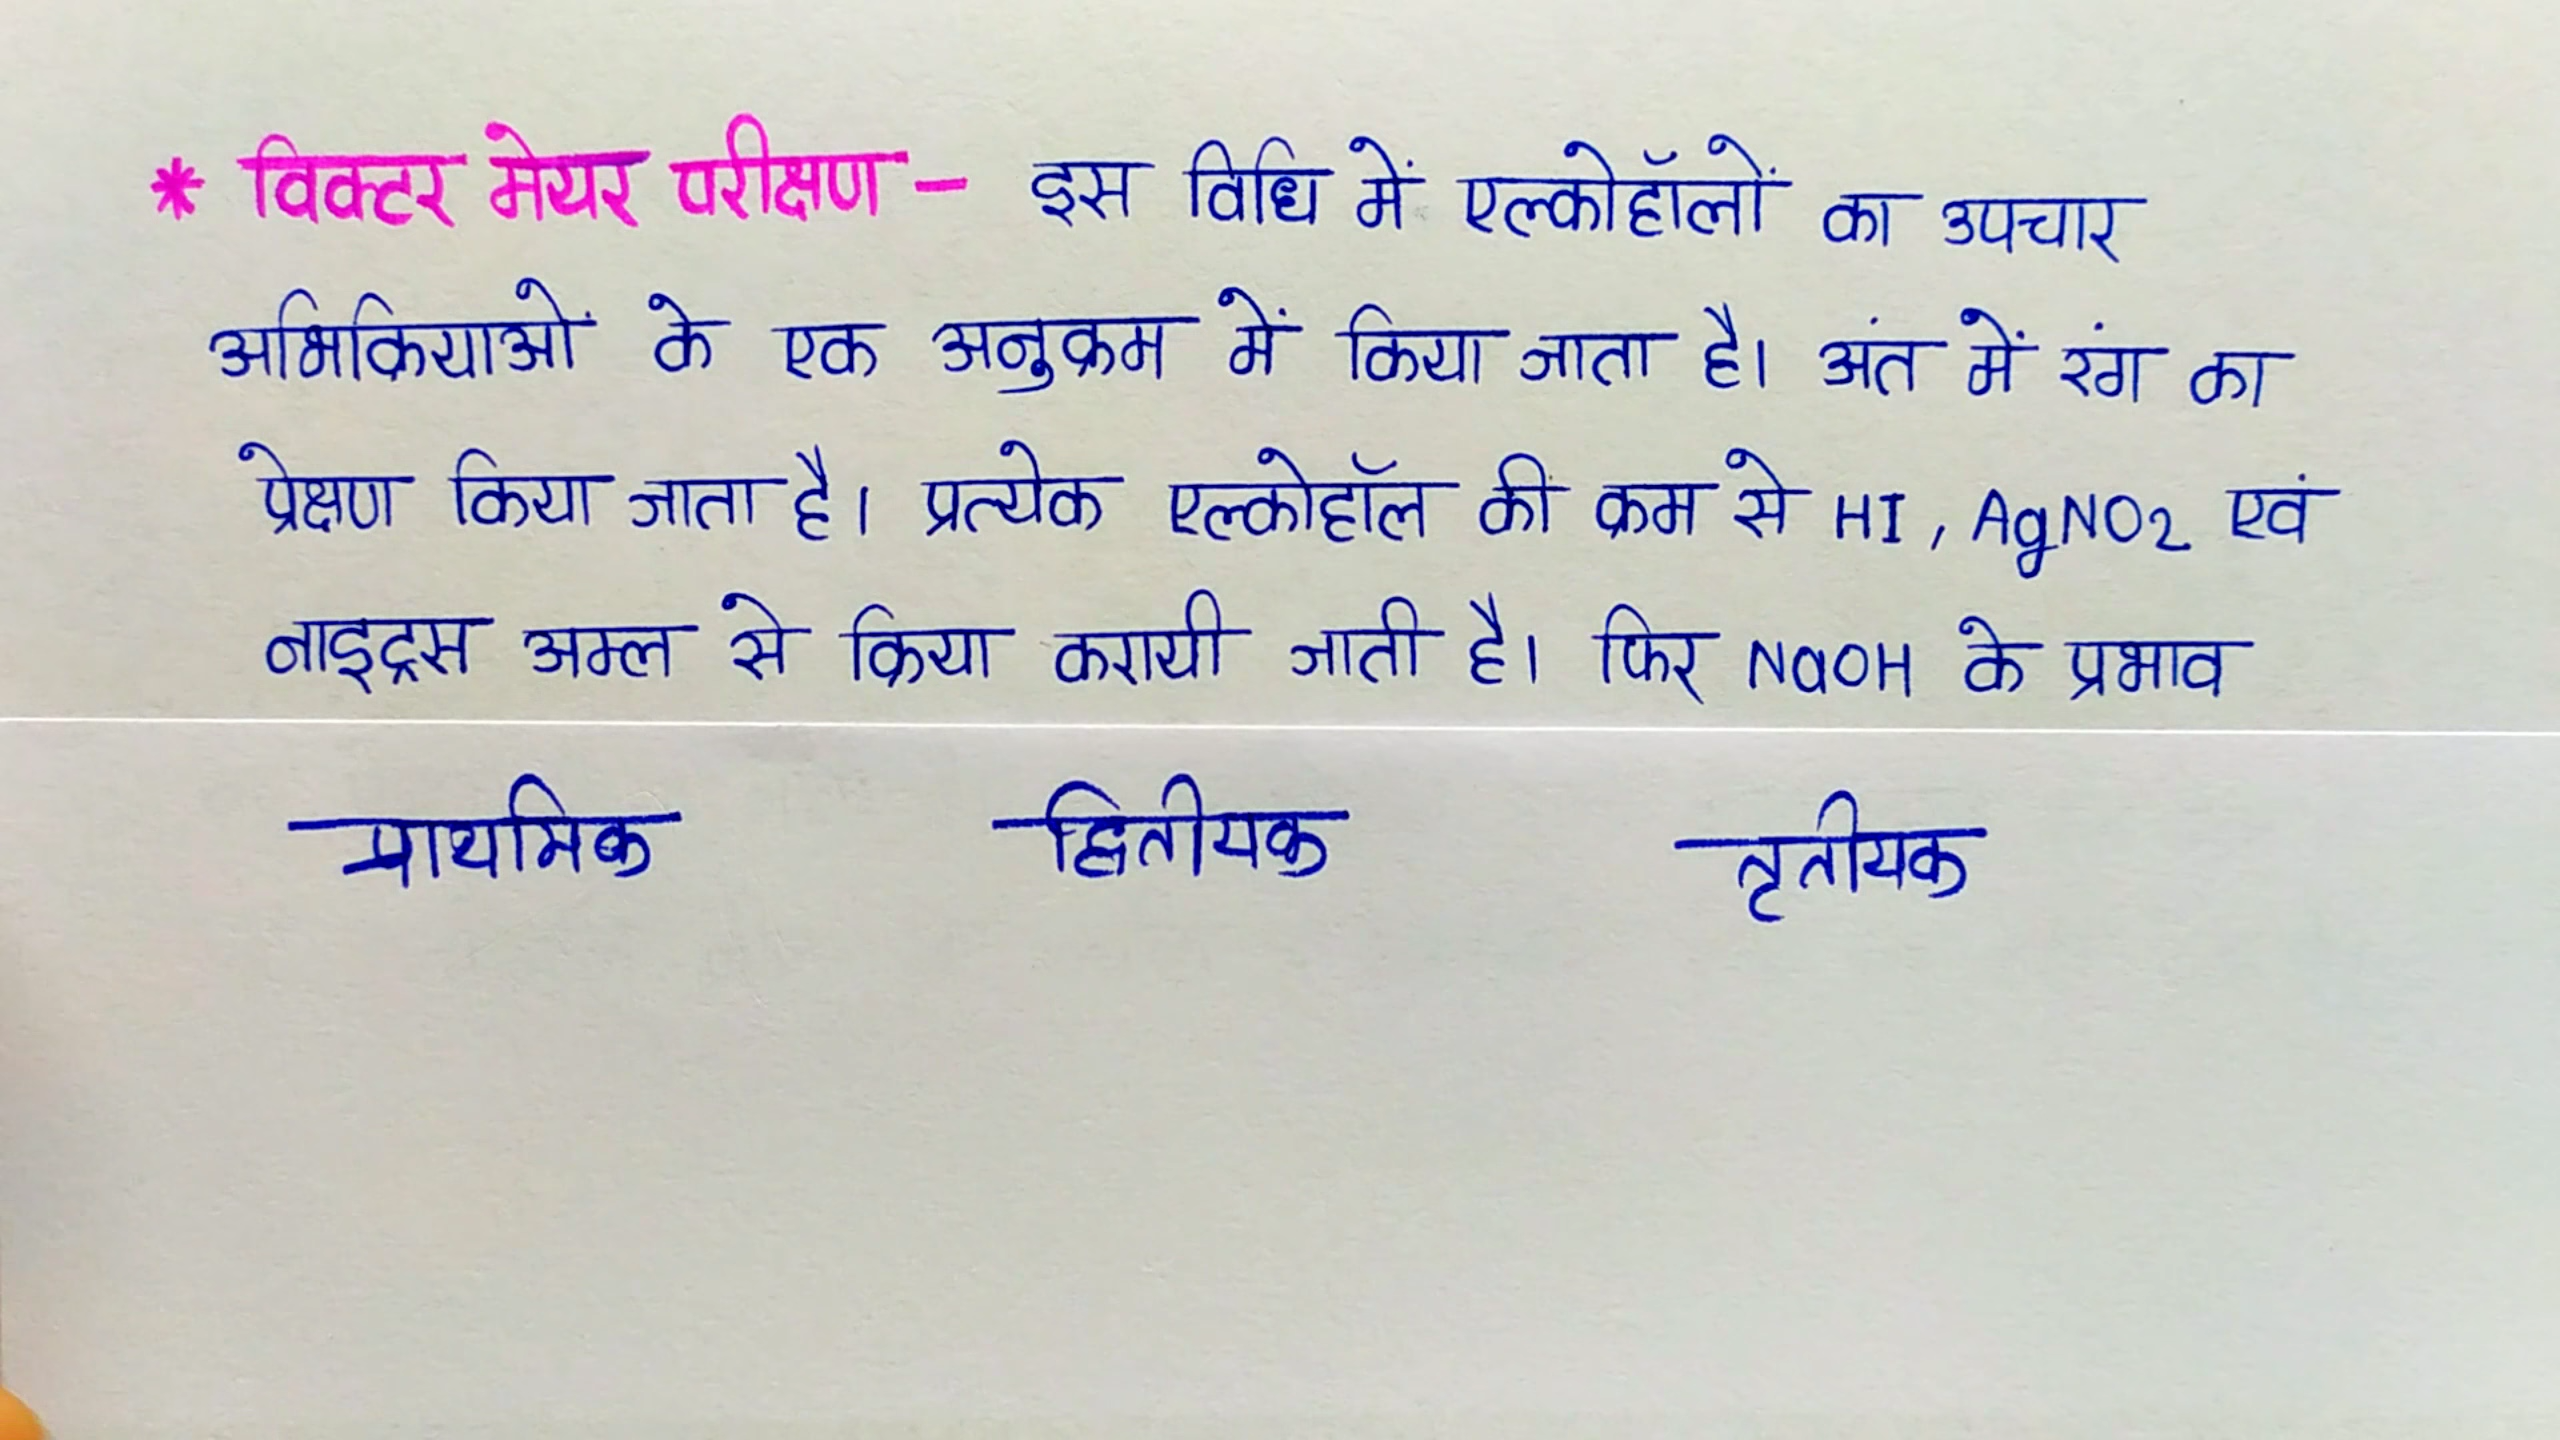 * विक्टर मेयर परीक्षण - इस विधि में एल्कोहॉलों का उपचार
अभिक्रियाओं के एक अनुक्रम में किया जाता है। अंत में रंग का
प्रेक्षण किया जाता है। प्रत्येक एल्कोहॉल की क्रम से HI, AgNO2 एवं
नाइट्रस अम्ल से क्रिया करायी जाती है। फिर NaOH के प्रभाव
प्राथमिक द्वितीयक तृतीयक